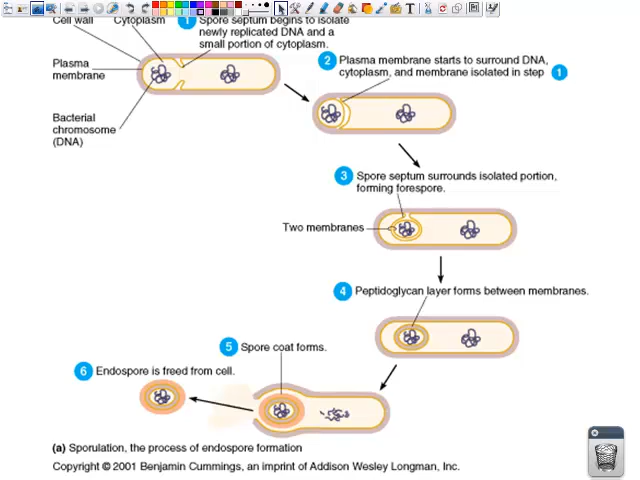 Cell wall
Cytoplasm
1 Spore septum begins to isolate
newly replicated DNA and a
small portion of cytoplasm.
Plasma
membrane
Bacterial
chromosome
(DNA)
2 Plasma membrane starts to surround DNA,
cytoplasm, and membrane isolated in step 1
3 Spore septum surrounds isolated portion,
forming forespore.
Two membranes
4 Peptidoglycan layer forms between membranes.
5 Spore coat forms.
6 Endospore is freed from cell.
(a) Sporulation, the process of endospore formation
Copyright © 2001 Benjamin Cummings, an imprint of Addison Wesley Longman, Inc.